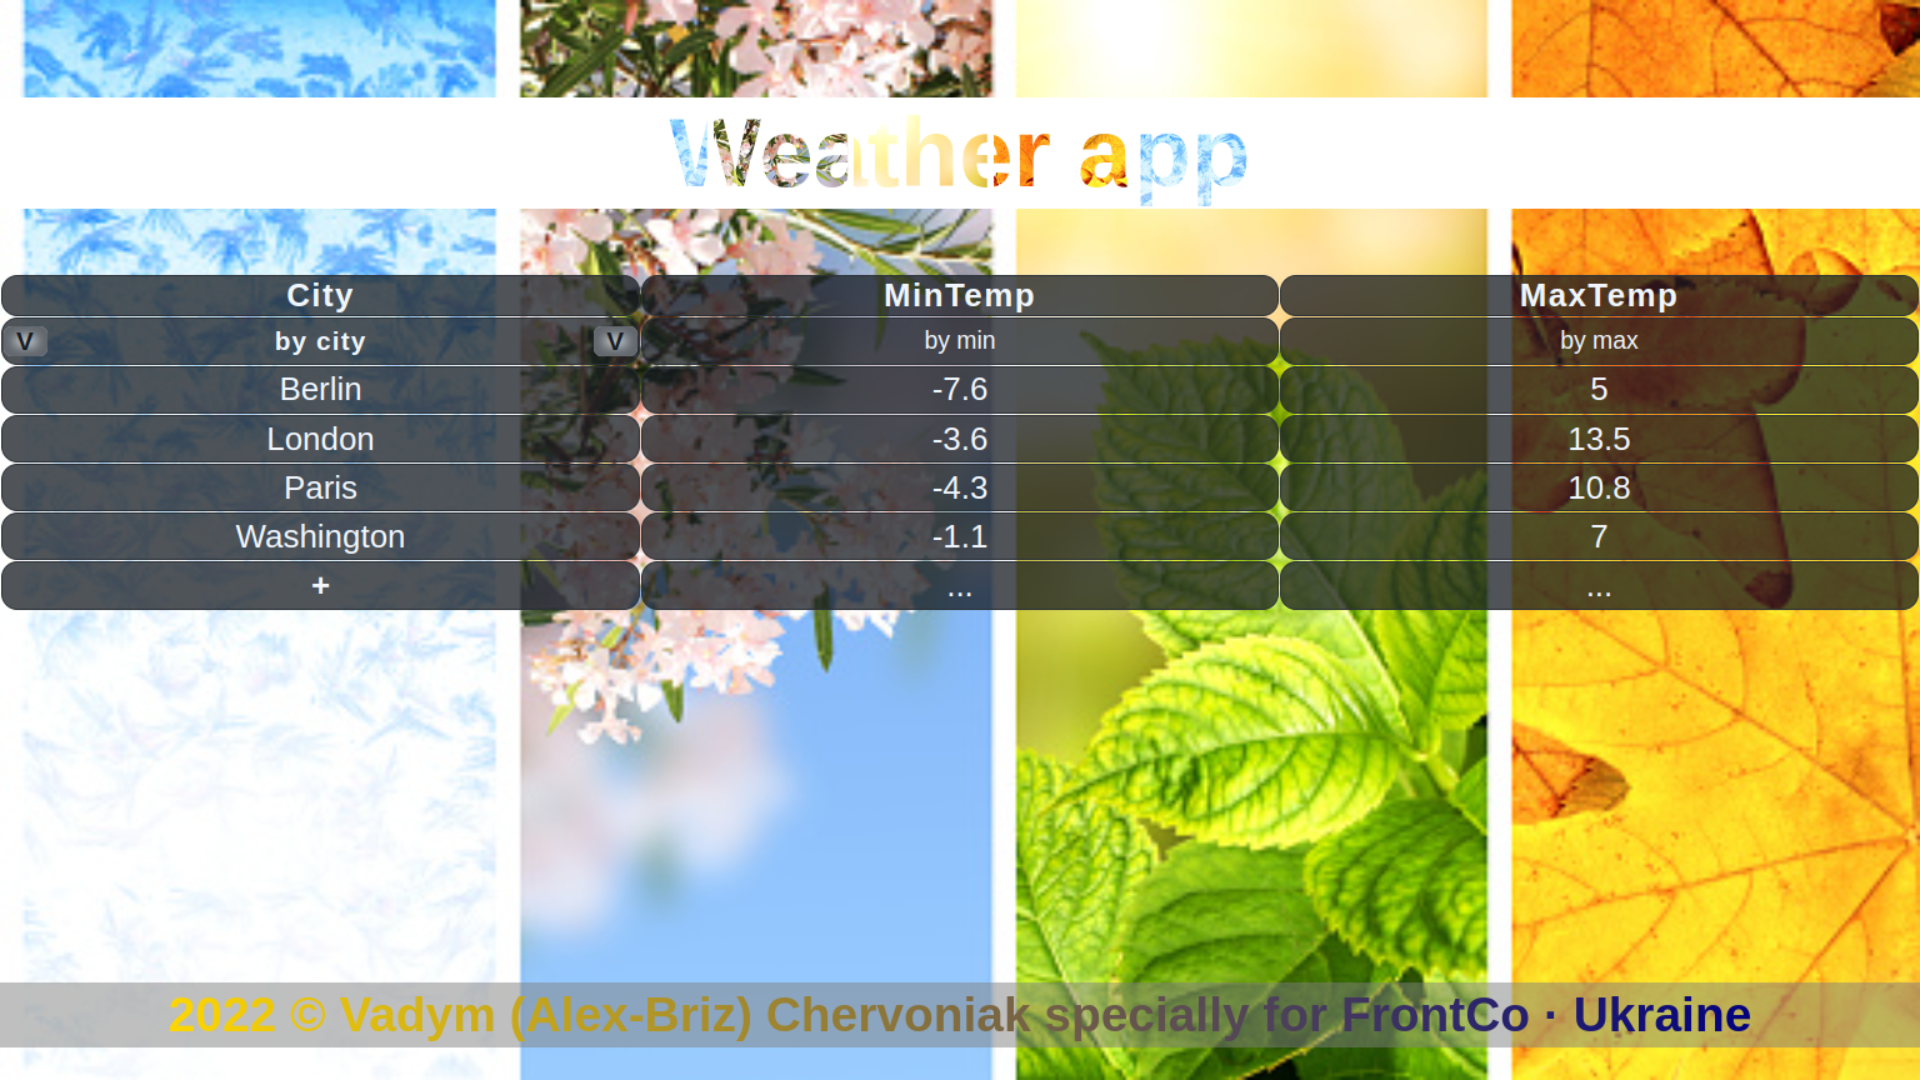 Weather app
City MinTemp MaxTemp
V by city V by min by max
Berlin -7.6 5
London -3.6 13.5
Paris -4.3 10.8
Washington -1.1 7
+ ... ...
2022 © Vadym (Alex-Briz) Chervoniak specially for FrontCo · Ukraine